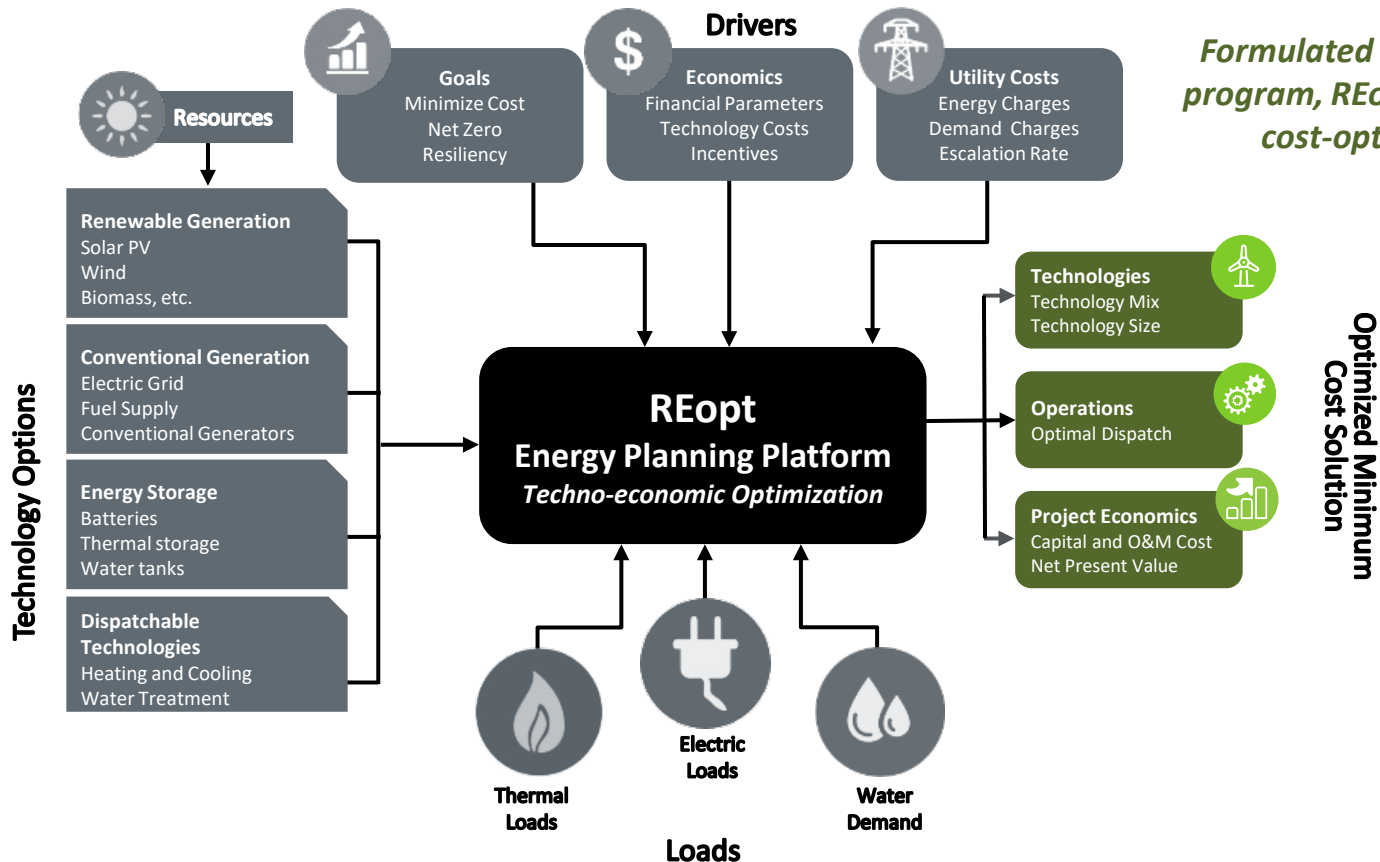 Drivers
Formulated
program, REo
cost-opt
Resources
Goals
Minimize Cost
Net Zero
Resiliency
Economics
Financial Parameters
Technology Costs
Incentives
Utility Costs
Energy Charges
Demand Charges
Escalation Rate
Technology Options
Renewable Generation
Solar PV
Wind
Biomass, etc.
Conventional Generation
Electric Grid
Fuel Supply
Conventional Generators
Energy Storage
Batteries
Thermal storage
Water tanks
Dispatchable
Technologies
Heating and Cooling
Water Treatment
REopt
Energy Planning Platform
Techno-economic Optimization
Technologies
Technology Mix
Technology Size
Operations
Optimal Dispatch
Project Economics
Capital and O&M Cost
Net Present Value
Optimized Minimum
Cost Solution
Thermal
Loads
Electric
Loads
Water
Demand
Loads
$